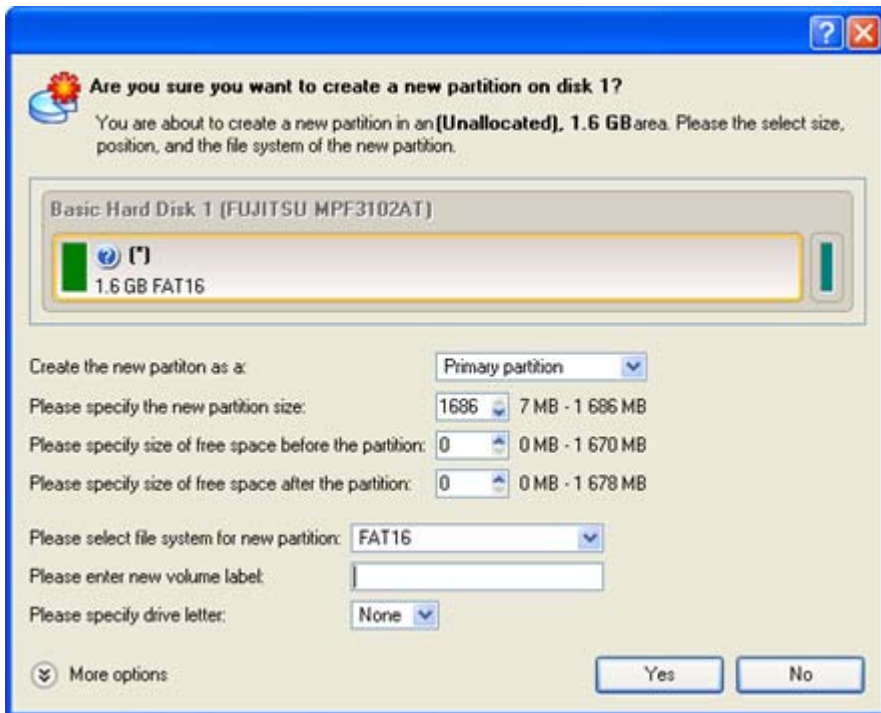 Are you sure you want to create a new partition on disk 1?
You are about to create a new partition in an (Unallocated), 1.6 GB area. Please the select size,
position, and the file system of the new partition.
Basic Hard Disk 1 (FUJITSU MPF3102AT)
(*)
1.6 GB FAT16
Create the new partiton as a: Primary partition
Please specify the new partition size: 1686 7 MB - 1 686 MB
Please specify size of free space before the partition: 0 0 MB - 1 670 MB
Please specify size of free space after the partition: 0 0 MB - 1 678 MB
Please select file system for new partition: FAT16
Please enter new volume label:
Please specify drive letter: None
More options Yes No